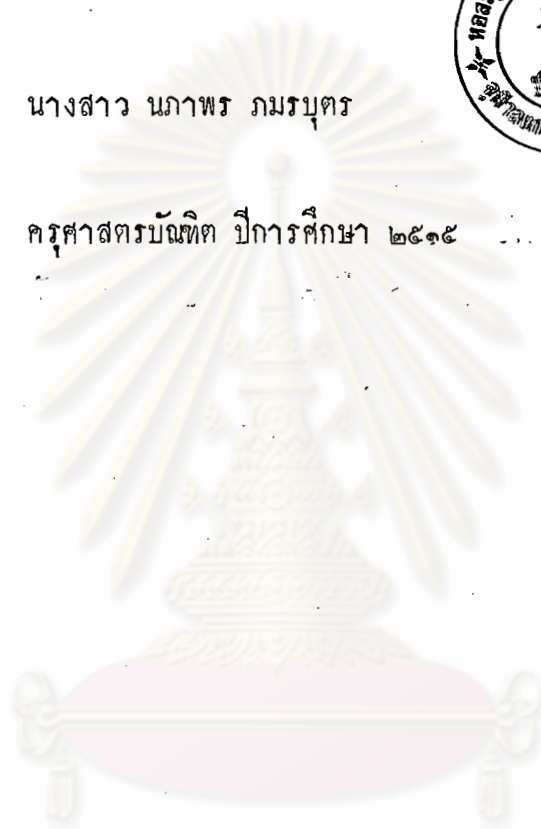 นางสาว นภาพร ภมรบุตร
ครุศาสตรบัณฑิต ปีการศึกษา ๒๕๑๕